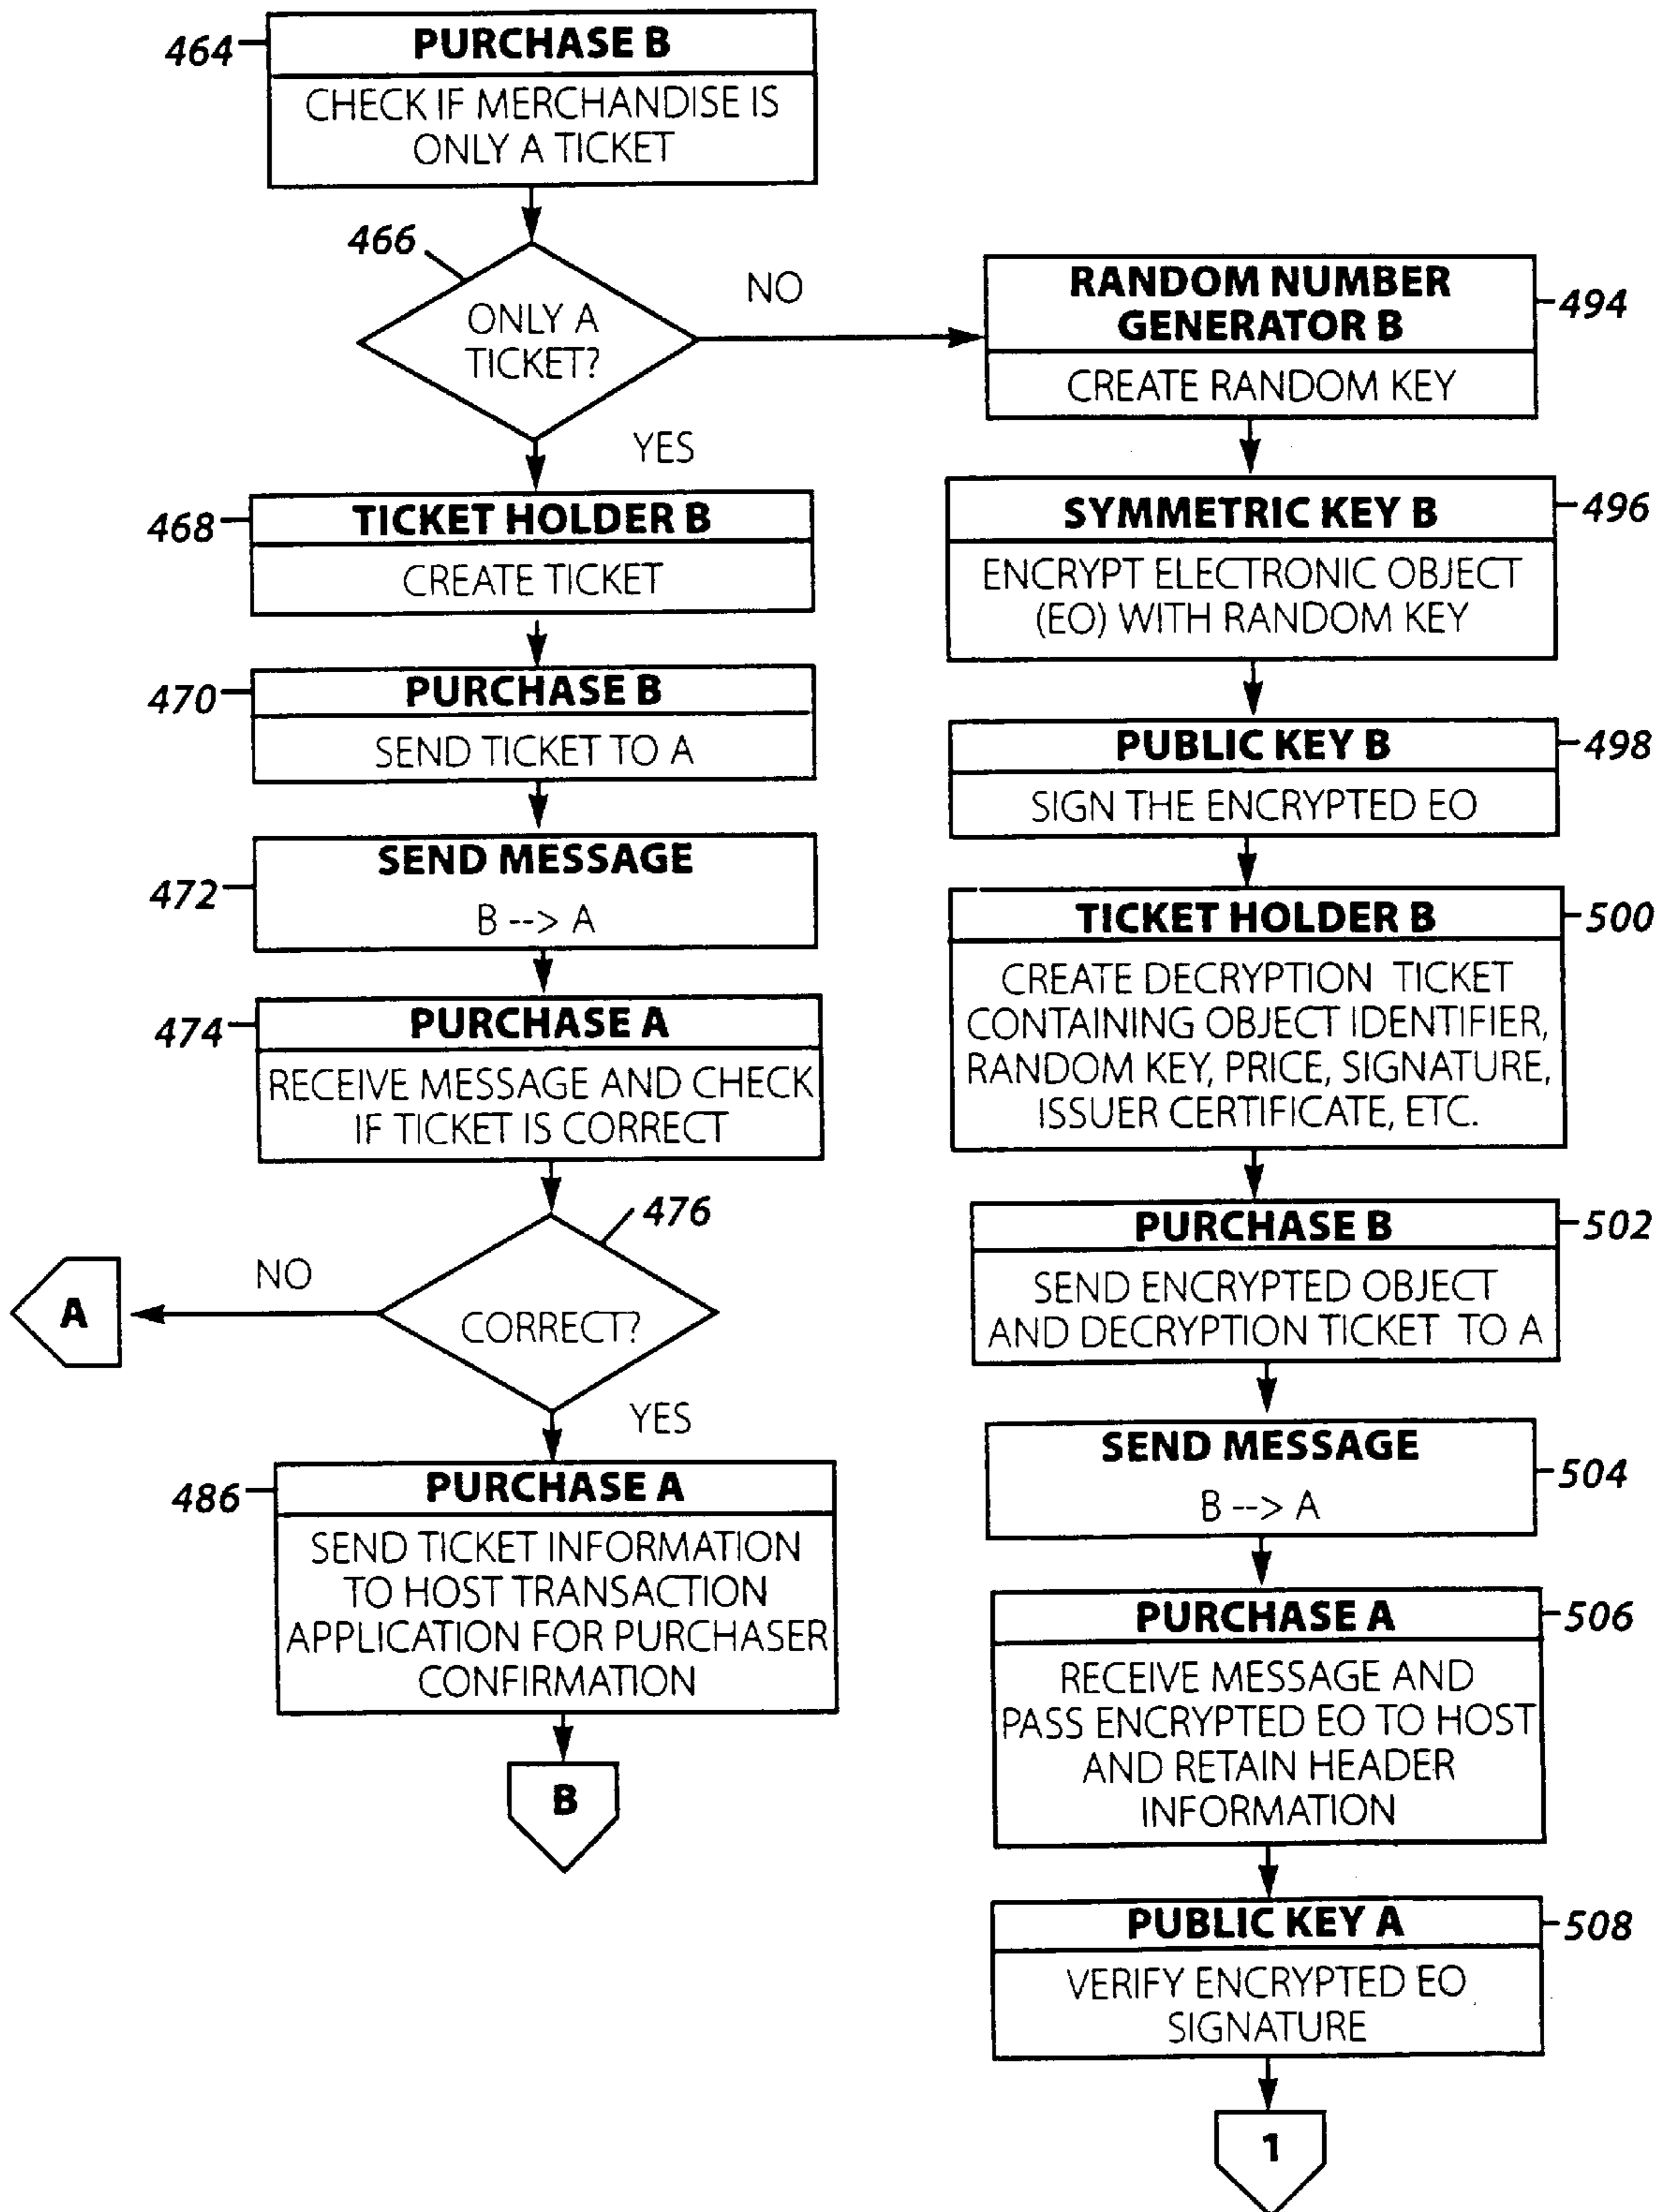 464
PURCHASE B
CHECK IF MERCHANDISE IS
ONLY A TICKET
466
ONLY A
TICKET?
NO
YES
468
TICKET HOLDER B
CREATE TICKET
470
PURCHASE B
SEND TICKET TO A
472
SEND MESSAGE
B --> A
474
PURCHASE A
RECEIVE MESSAGE AND CHECK
IF TICKET IS CORRECT
476
CORRECT?
NO
A
YES
486
PURCHASE A
SEND TICKET INFORMATION
TO HOST TRANSACTION
APPLICATION FOR PURCHASER
CONFIRMATION
B
RANDOM NUMBER
GENERATOR B
494
CREATE RANDOM KEY
SYMMETRIC KEY B
496
ENCRYPT ELECTRONIC OBJECT
(EO) WITH RANDOM KEY
PUBLIC KEY B
498
SIGN THE ENCRYPTED EO
TICKET HOLDER B
500
CREATE DECRYPTION TICKET
CONTAINING OBJECT IDENTIFIER,
RANDOM KEY, PRICE, SIGNATURE,
ISSUER CERTIFICATE, ETC.
PURCHASE B
502
SEND ENCRYPTED OBJECT
AND DECRYPTION TICKET TO A
SEND MESSAGE
504
B --> A
PURCHASE A
506
RECEIVE MESSAGE AND
PASS ENCRYPTED EO TO HOST
AND RETAIN HEADER
INFORMATION
PUBLIC KEY A
508
VERIFY ENCRYPTED EO
SIGNATURE
1